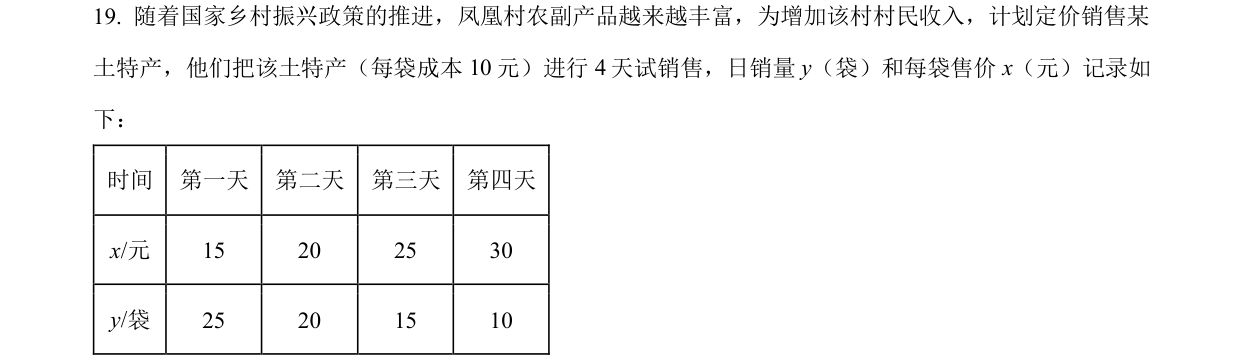 19. 随着国家乡村振兴政策的推进，凤凰村农副产品越来越丰富，为增加该村村民收入，计划定价销售某
土特产，他们把该土特产（每袋成本 10 元）进行 4 天试销售，日销量 y（袋）和每袋售价 x（元）记录如
下：
时间 第一天 第二天 第三天 第四天
x/元 15 20 25 30
y/袋 25 20 15 10